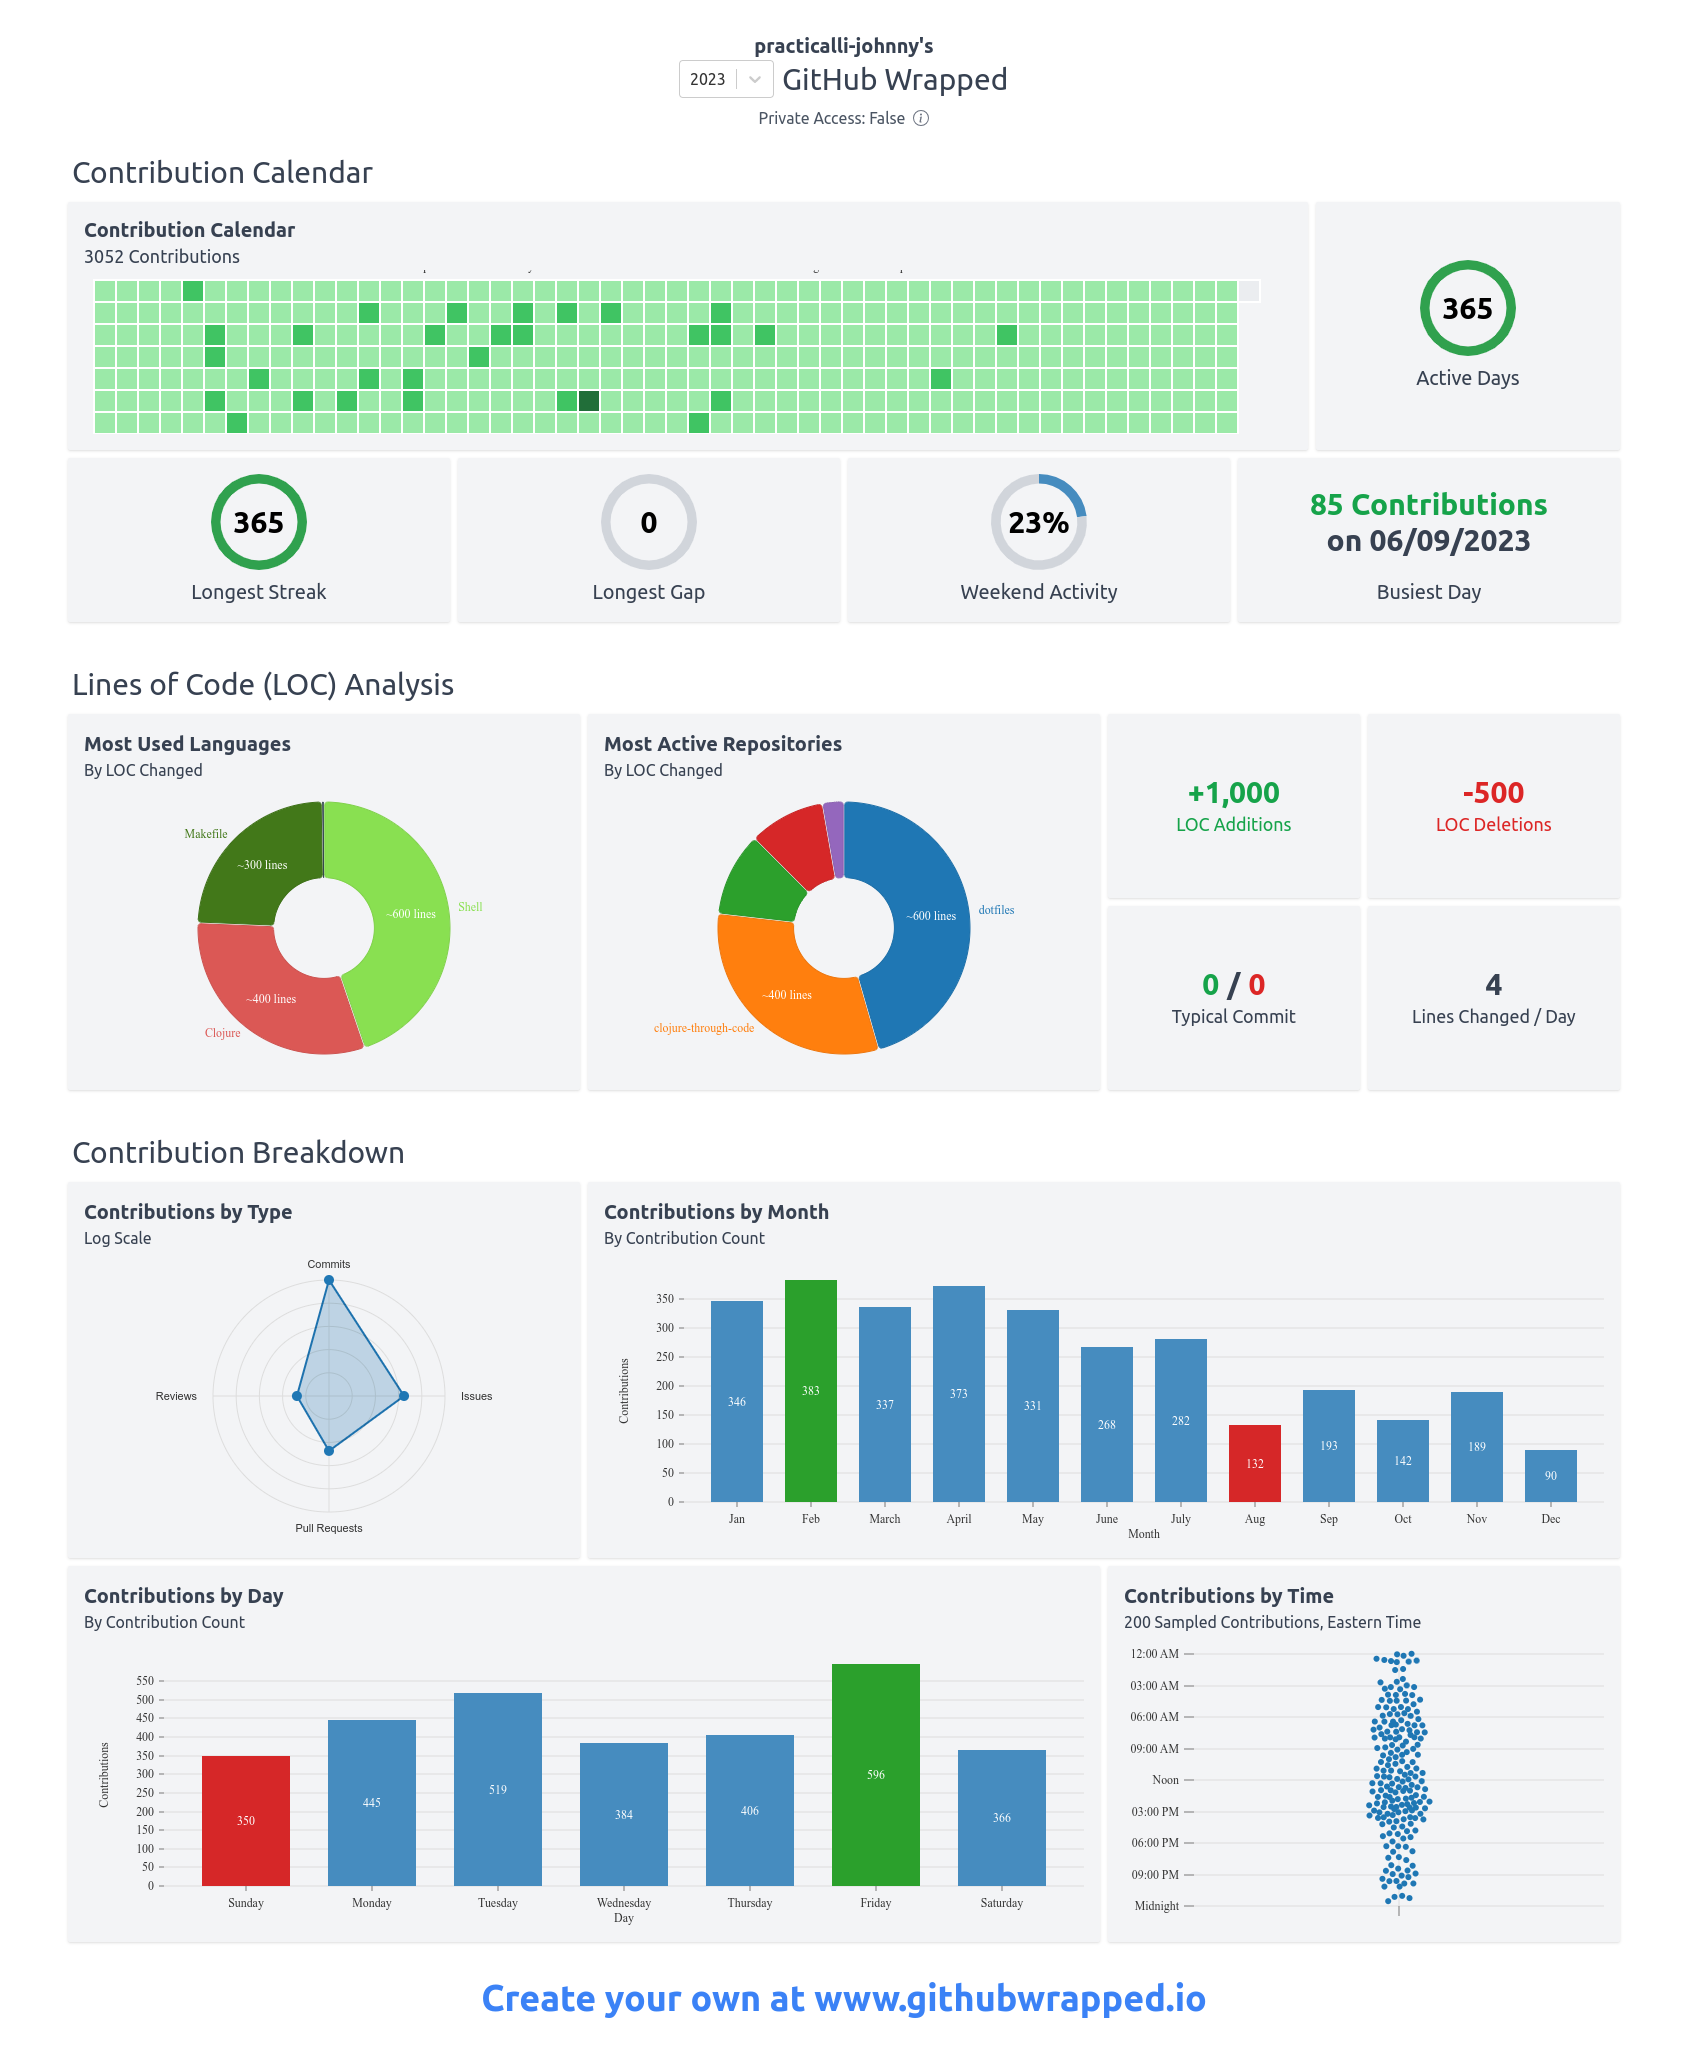 practicalli-johnny's
2023 GitHub Wrapped
Private Access: False
Contribution Calendar
Contribution Calendar
3052 Contributions
365
Active Days
365
Longest Streak
0
Longest Gap
23%
Weekend Activity
85 Contributions
on 06/09/2023
Busiest Day
Lines of Code (LOC) Analysis
Most Used Languages
By LOC Changed
Makefile
~300 lines
Shell
~600 lines
~400 lines
Clojure
Most Active Repositories
By LOC Changed
dotfiles
~600 lines
~400 lines
clojure-through-code
+1,000
LOC Additions
-500
LOC Deletions
0 / 0
Typical Commit
4
Lines Changed / Day
Contribution Breakdown
Contributions by Type
Log Scale
Commits
Reviews
Issues
Pull Requests
Contributions by Month
By Contribution Count
Contributions
350
300
250
200
150
100
50
0
346
383
337
373
331
268
282
132
193
142
189
90
Jan
Feb
March
April
May
June
July
Aug
Sep
Oct
Nov
Dec
Month
Contributions by Day
By Contribution Count
Contributions
550
500
450
400
350
300
250
200
150
100
50
0
350
445
519
384
406
596
366
Sunday
Monday
Tuesday
Wednesday
Thursday
Friday
Saturday
Day
Contributions by Time
200 Sampled Contributions, Eastern Time
12:00 AM
03:00 AM
06:00 AM
09:00 AM
Noon
03:00 PM
06:00 PM
09:00 PM
Midnight
Create your own at www.githubwrapped.io